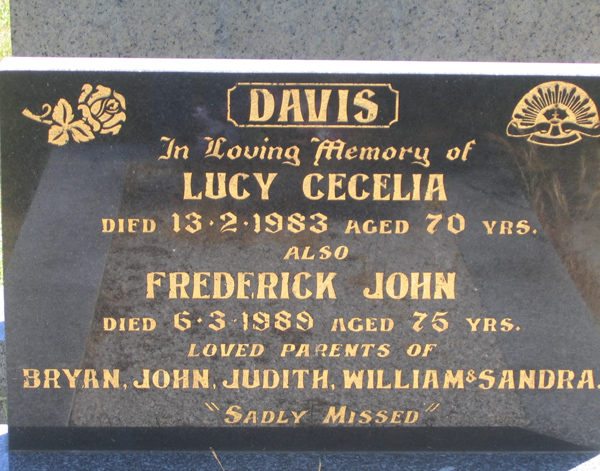 DAVIS
In Loving Memory of
LUCY CECELIA
DIED 13·2·1983 AGED 70 YRS.
ALSO
FREDERICK JOHN
DIED 6·3·1989 AGED 75 YRS.
LOVED PARENTS OF
BRYAN, JOHN, JUDITH, WILLIAM & SANDRA.
"SADLY MISSED"